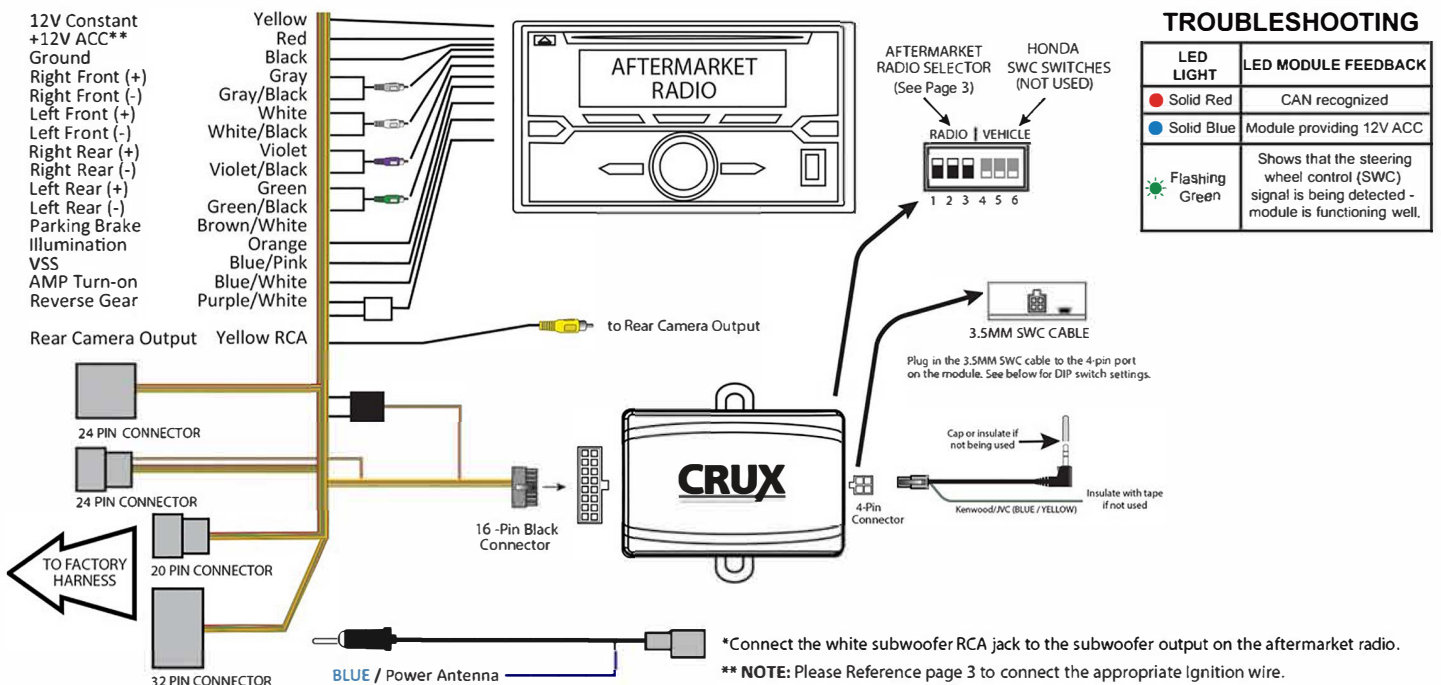 12V Constant Yellow
+12V ACC** Red
Ground Black
Right Front (+) Gray
Right Front (-) Gray/Black
Left Front (+) White
Left Front (-) White/Black
Right Rear (+) Violet
Right Rear (-) Violet/Black
Left Rear (+) Green
Left Rear (-) Green/Black
Parking Brake Brown/White
Illumination Orange
VSS Blue/Pink
AMP Turn-on Blue/White
Reverse Gear Purple/White
Rear Camera Output Yellow RCA
to Rear Camera Output
AFTERMARKET
RADIO
AFTERMARKET
RADIO SELECTOR
(See Page 3)
HONDA
SWC SWITCHES
(NOT USED)
RADIO VEHICLE
1 2 3 4 5 6
TROUBLESHOOTING
LED
LIGHT
LED MODULE FEEDBACK
Solid Red CAN recognized
Solid Blue Module providing 12V ACC
Flashing
Green
Shows that the steering
wheel control (SWC)
signal is being detected -
module is functioning well.
3.5MM SWC CABLE
Plug in the 3.5MM SWC cable to the 4-pin port
on the module. See below for DIP switch settings.
24 PIN CONNECTOR
24 PIN CONNECTOR
20 PIN CONNECTOR
32 PIN CONNECTOR
TO FACTORY
HARNESS
16 -Pin Black
Connector
CRUX
4-Pin
Connector
Cap or insulate if
not being used
Kenwood/JVC (BLUE / YELLOW)
Insulate with tape
if not used
BLUE / Power Antenna
*Connect the white subwoofer RCA jack to the subwoofer output on the aftermarket radio.
** NOTE: Please Reference page 3 to connect the appropriate Ignition wire.